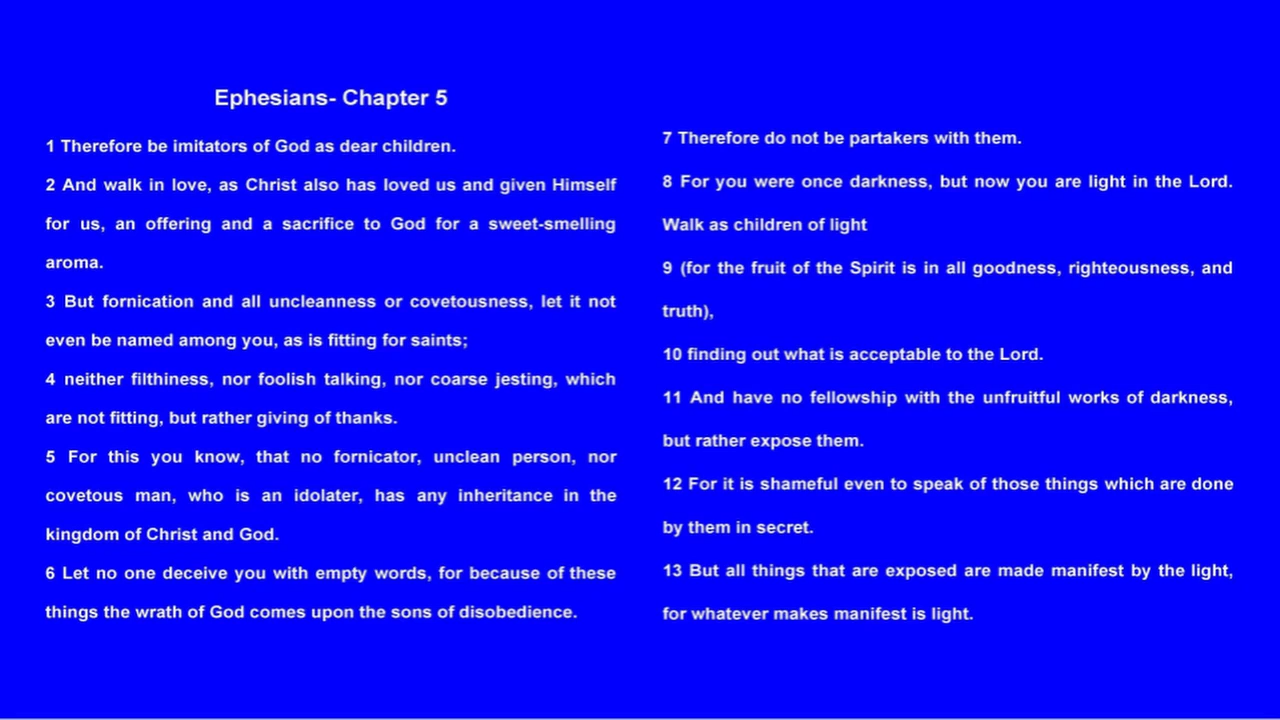 Ephesians- Chapter 5
1 Therefore be imitators of God as dear children.
2 And walk in love, as Christ also has loved us and given Himself
for us, an offering and a sacrifice to God for a sweet-smelling
aroma.
3 But fornication and all uncleanness or covetousness, let it not
even be named among you, as is fitting for saints;
4 neither filthiness, nor foolish talking, nor coarse jesting, which
are not fitting, but rather giving of thanks.
5 For this you know, that no fornicator, unclean person, nor
covetous man, who is an idolater, has any inheritance in the
kingdom of Christ and God.
6 Let no one deceive you with empty words, for because of these
things the wrath of God comes upon the sons of disobedience.
7 Therefore do not be partakers with them.
8 For you were once darkness, but now you are light in the Lord.
Walk as children of light
9 (for the fruit of the Spirit is in all goodness, righteousness, and
truth),
10 finding out what is acceptable to the Lord.
11 And have no fellowship with the unfruitful works of darkness,
but rather expose them.
12 For it is shameful even to speak of those things which are done
by them in secret.
13 But all things that are exposed are made manifest by the light,
for whatever makes manifest is light.